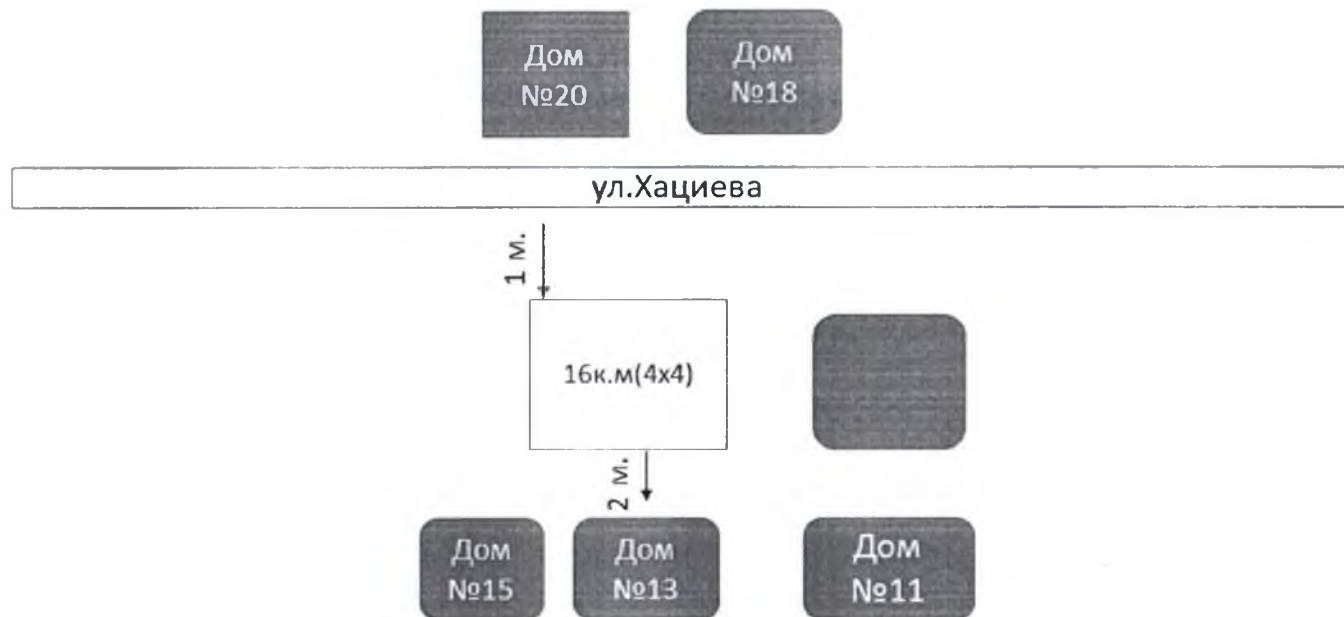 Дом
№20
Дом
№18
ул.Хациева
1 м.
16к.м(4х4)
2 м.
Дом
№15
Дом
№13
Дом
№11